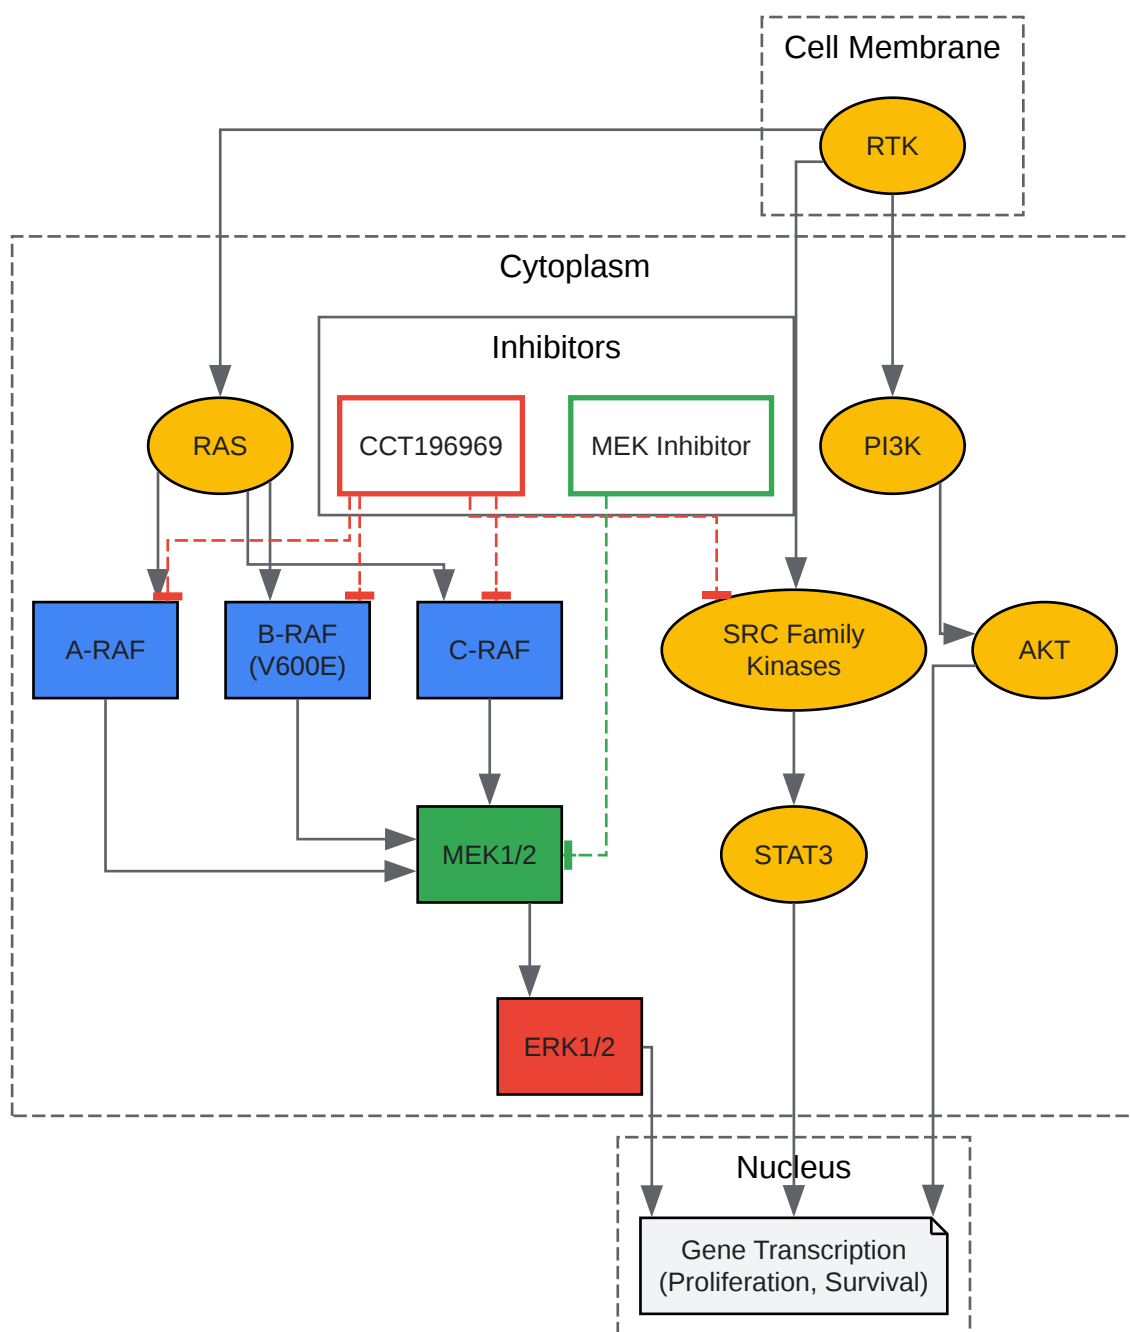 Cell Membrane
RTK
Cytoplasm
Inhibitors
RAS
CCT196969
MEK Inhibitor
PI3K
A-RAF
B-RAF
(V600E)
C-RAF
SRC Family
Kinases
AKT
MEK1/2
STAT3
ERK1/2
Nucleus
Gene Transcription
(Proliferation, Survival)